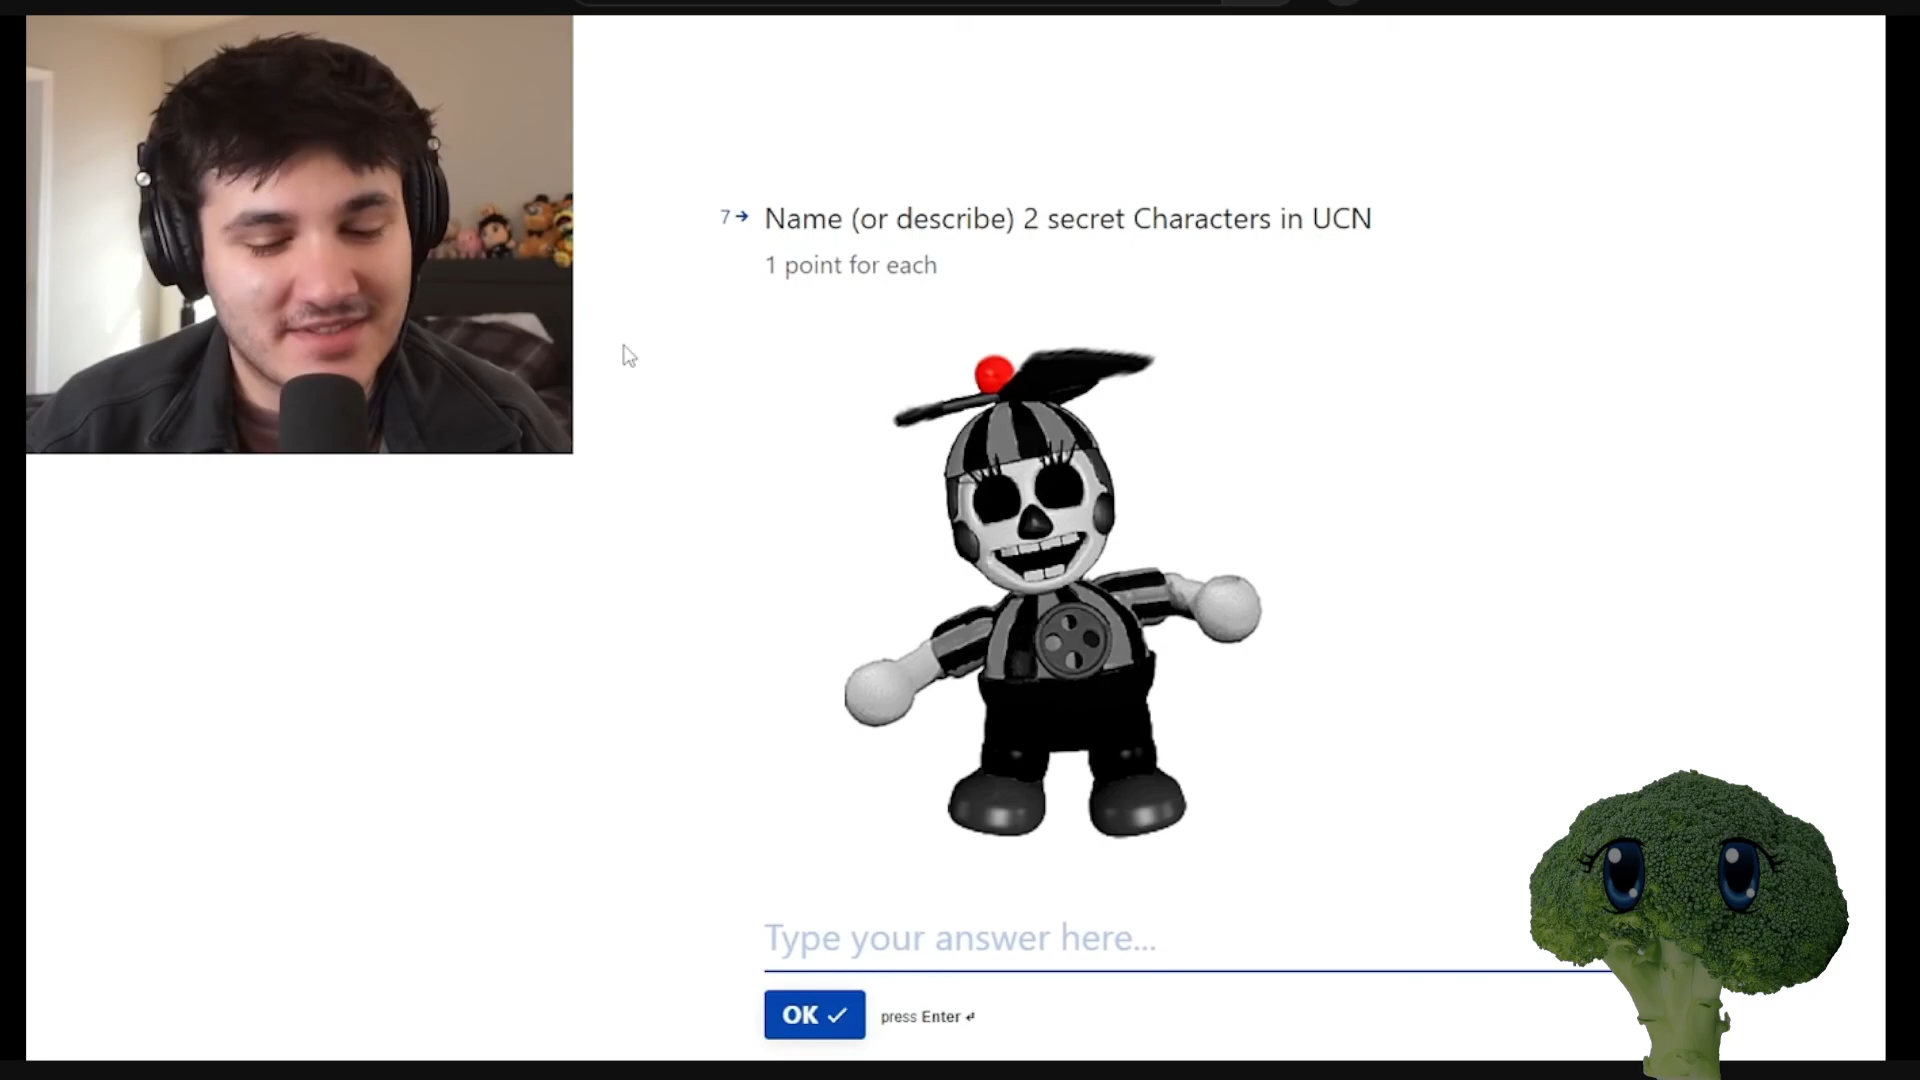 7→ Name (or describe) 2 secret Characters in UCN
1 point for each
Type your answer here...
OK ✓ press Enter ↵